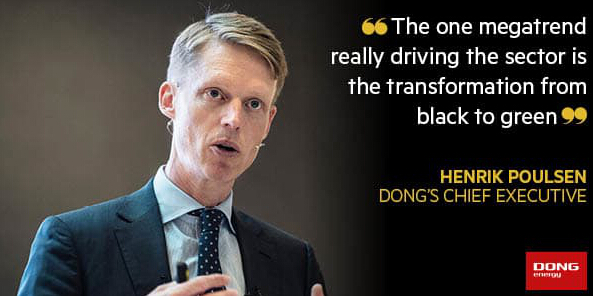 “The one megatrend
really driving the sector is
the transformation from
black to green”
HENRIK POULSEN
DONG'S CHIEF EXECUTIVE
DONG
energy